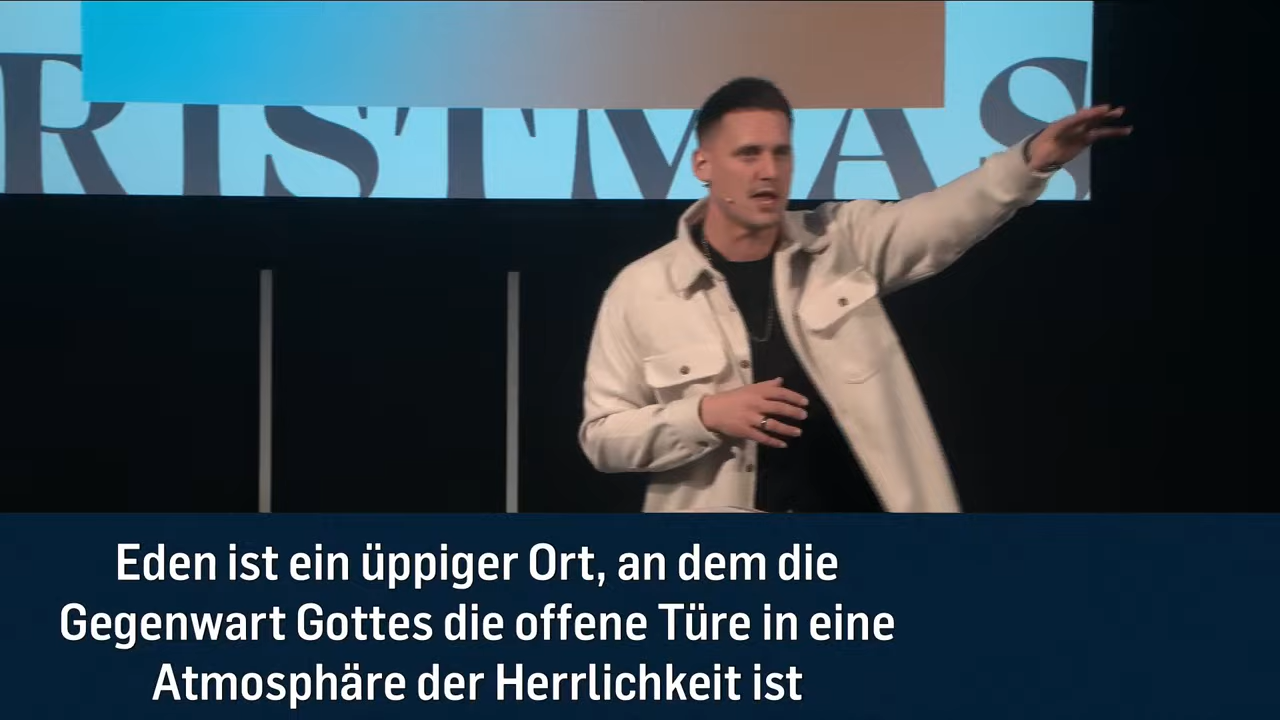 RISTMAS
Eden ist ein üppiger Ort, an dem die
Gegenwart Gottes die offene Türe in eine
Atmosphäre der Herrlichkeit ist